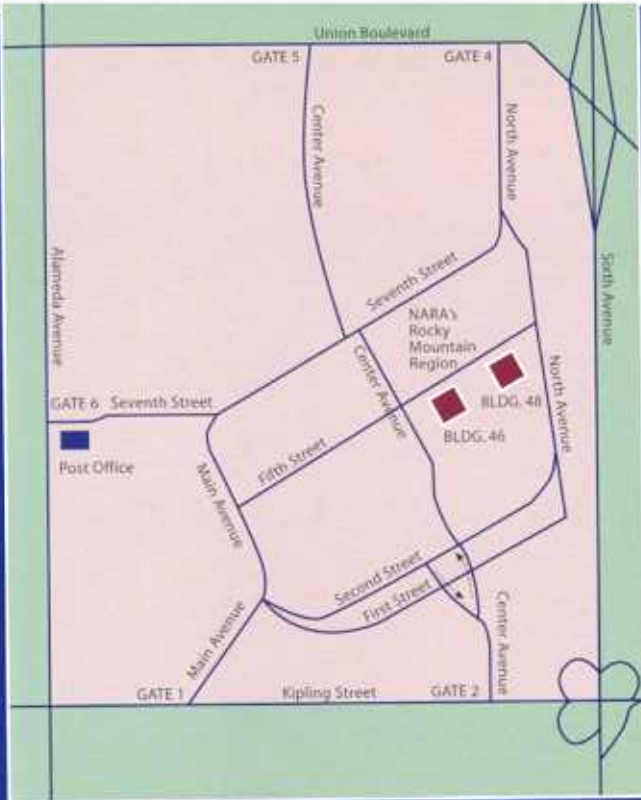 Union Boulevard
GATE 5
GATE 4
Center Avenue
North Avenue
Alameda Avenue
Sixth Avenue
Seventh Street
NARA's
Rocky
Mountain
Region
Center Avenue
North Avenue
GATE 6 Seventh Street
BLDG. 48
BLDG. 46
Post Office
Fifth Street
Main Avenue
Second Street
First Street
Main Avenue
Center Avenue
GATE 1
Kipling Street
GATE 2